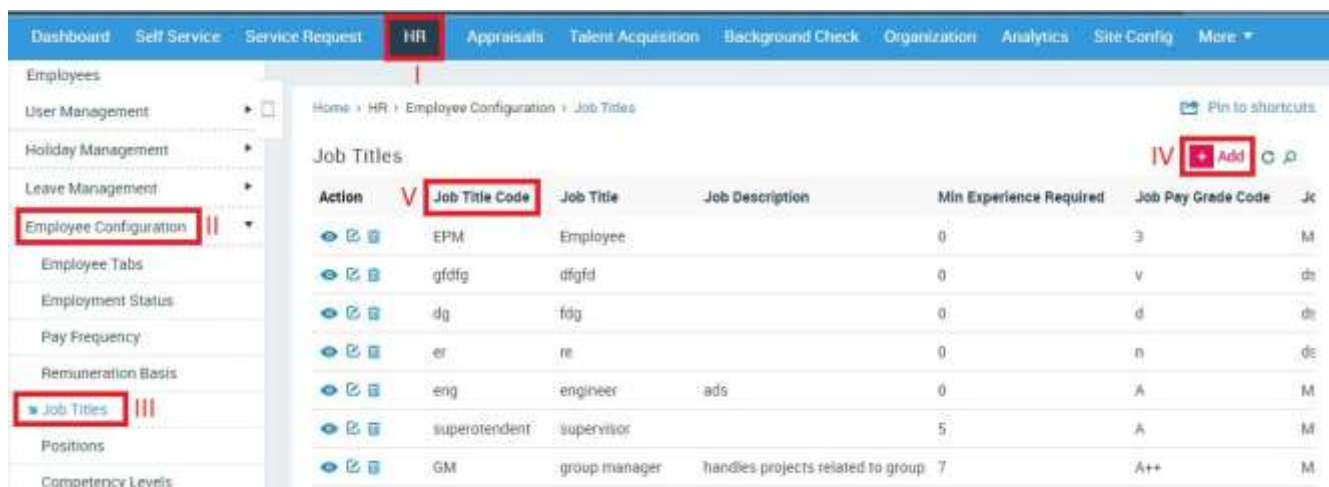 Dashboard Self Service Service Request HR Appraisals Talent Acquisition Background Check Organization Analytics Site Config More
I
Employees
User Management
Holiday Management
Leave Management
Employee Configuration II
Employee Tabs
Employment Status
Pay Frequency
Remuneration Basis
Job Titles III
Positions
Competency Levels
Home › HR › Employee Configuration › Job Titles Pin to shortcuts
Job Titles IV + Add
Action V Job Title Code Job Title Job Description Min Experience Required Job Pay Grade Code Jc
EPM Employee 0 3 M
gfdfg dfgfd 0 v ds
dg fdg 0 d ds
er re 0 n ds
eng engineer ads 0 A M
superotendent supervisor 5 A M
GM group manager handles projects related to group 7 A++ M